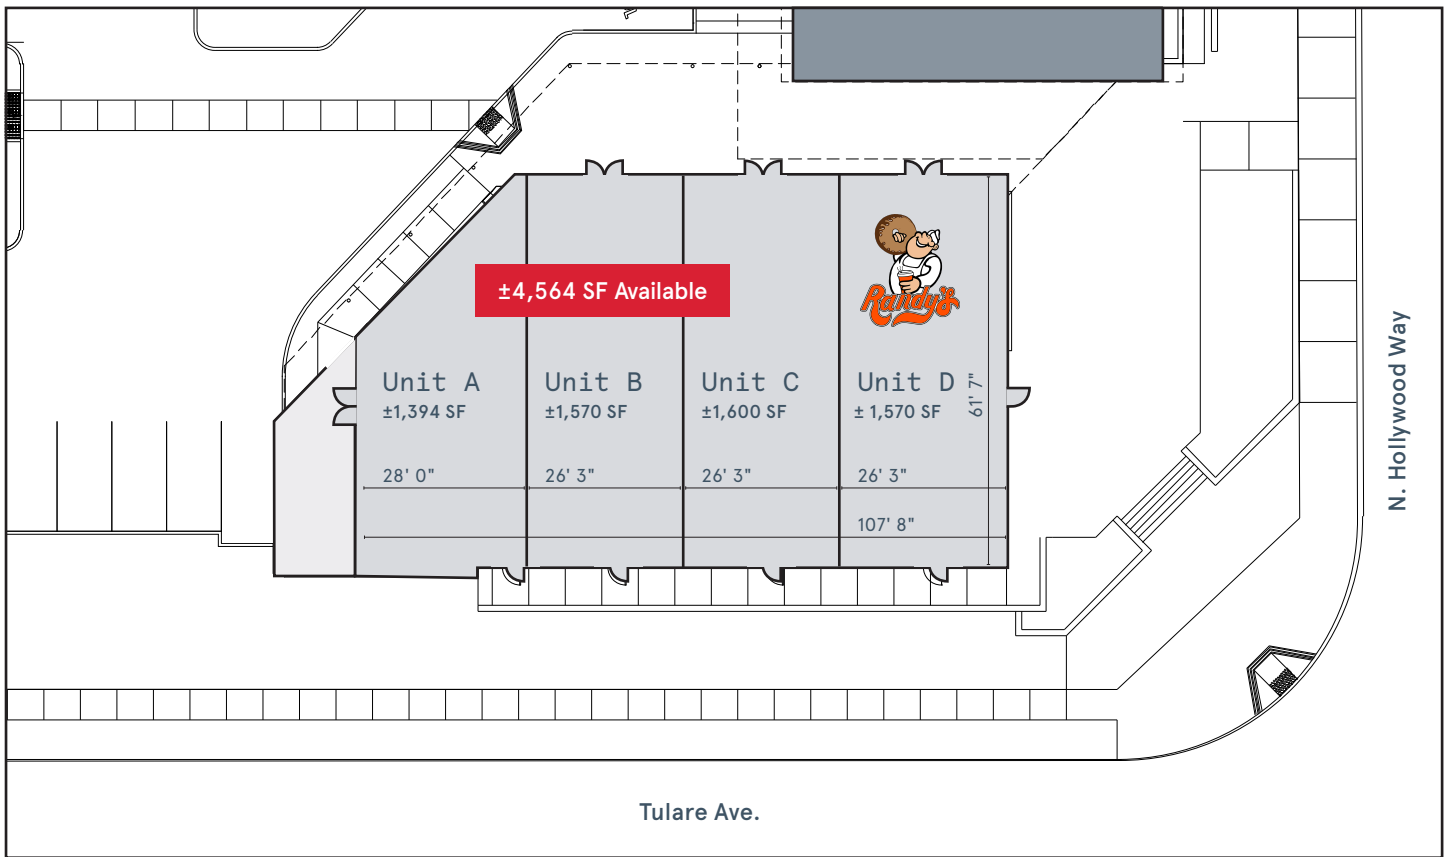 Randy's
±4,564 SF Available
Unit A
±1,394 SF
Unit B
±1,570 SF
Unit C
±1,600 SF
Unit D
± 1,570 SF
61' 7"
28' 0"
26' 3"
26' 3"
26' 3"
107' 8"
N. Hollywood Way
Tulare Ave.